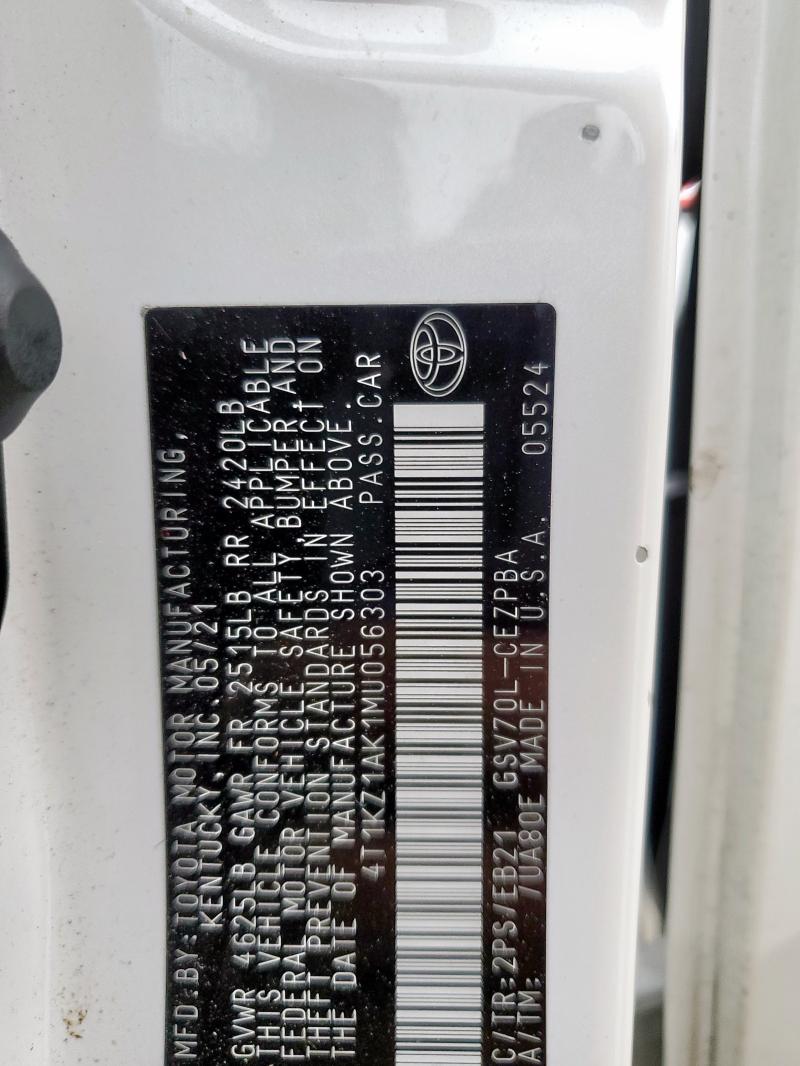 MFD.BY:TOYOTA MOTOR MANUFACTURING,
KENTUCKY, INC. 05/21
GVWR 4625LB GAWR FR 2515LB RR 2420LB
THIS VEHICLE CONFORMS TO ALL APPLICABLE
FEDERAL MOTOR VEHICLE SAFETY, BUMPER, AND
THEFT PREVENTION STANDARDS IN EFFECT ON
THE DATE OF MANUFACTURE SHOWN ABOVE.
4T1KZ1AK1MU056303 PASS.CAR
C/TR:2PS/EB21 GSV70L-CEZPBA
A/TM: /UA80E MADE IN U.S.A. 05524